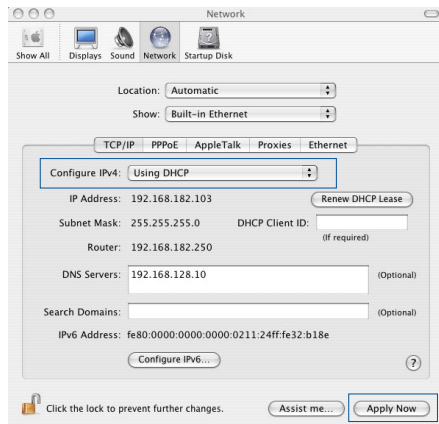 Network
Show All Displays Sound Network Startup Disk
Location: Automatic
Show: Built-in Ethernet
TCP/IP PPPoE AppleTalk Proxies Ethernet
Configure IPv4: Using DHCP
IP Address: 192.168.182.103 Renew DHCP Lease
Subnet Mask: 255.255.255.0 DHCP Client ID:
(If required)
Router: 192.168.182.250
DNS Servers: 192.168.128.10 (Optional)
Search Domains: (Optional)
IPv6 Address: fe80:0000:0000:0000:0211:24ff:fe32:b18e
Configure IPv6... ?
Click the lock to prevent further changes. Assist me... Apply Now